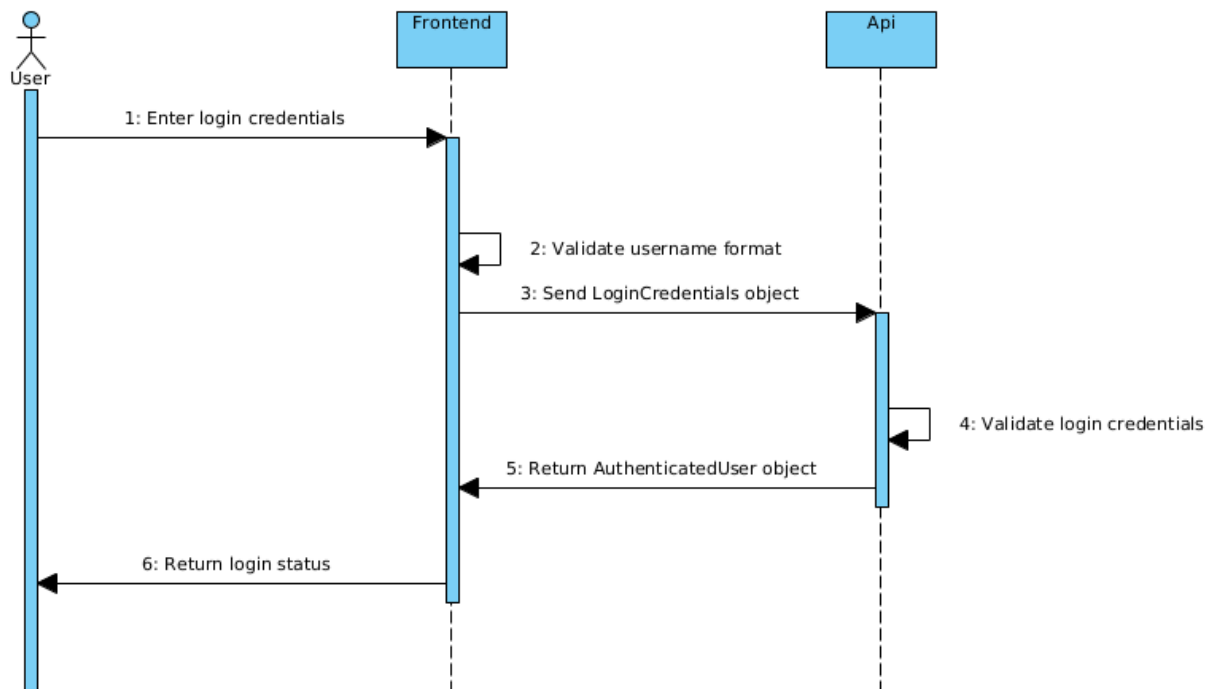 Frontend
Api
User
1: Enter login credentials
2: Validate username format
3: Send LoginCredentials object
4: Validate login credentials
5: Return AuthenticatedUser object
6: Return login status